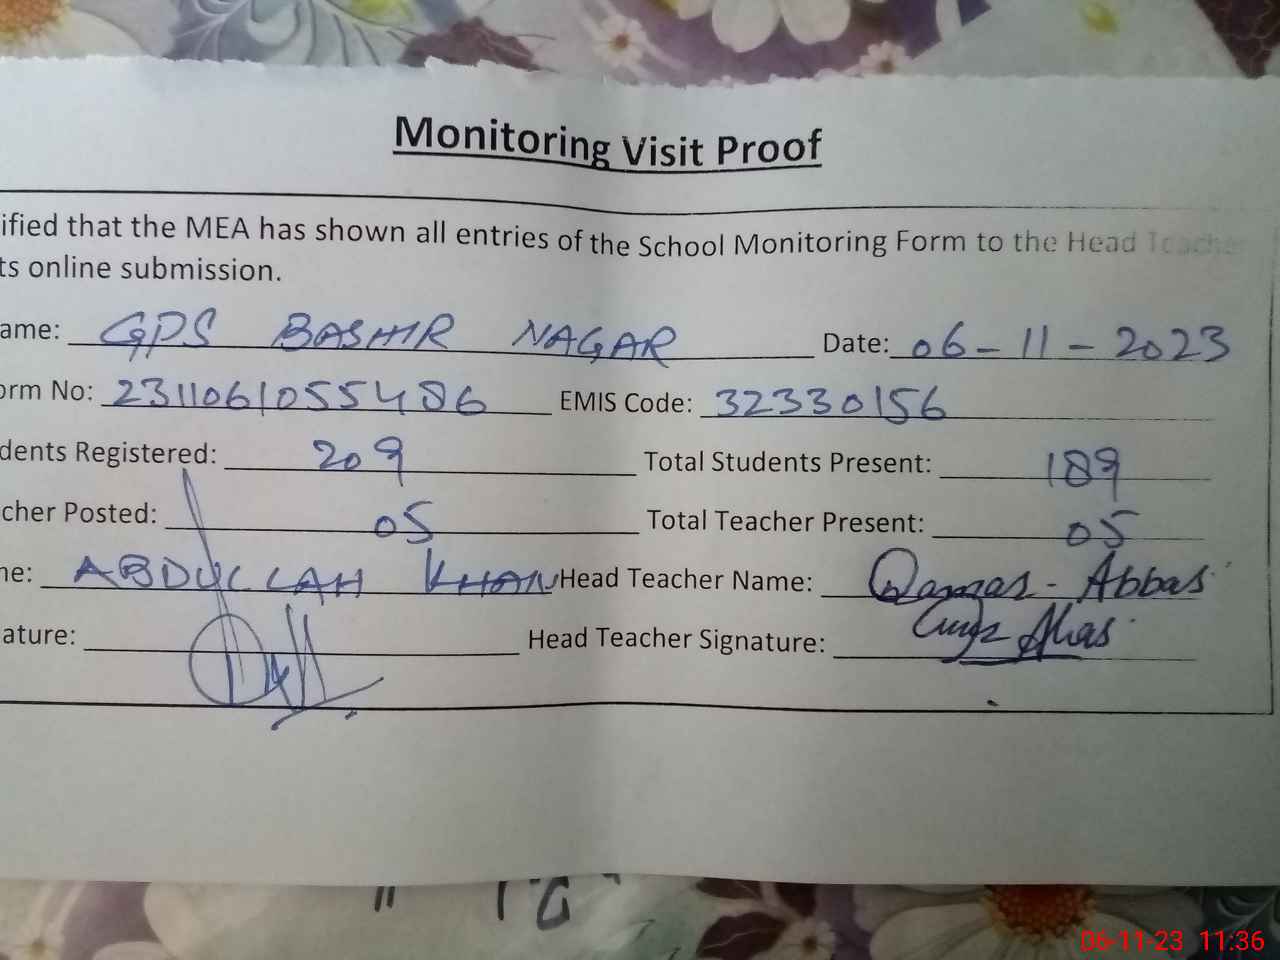 Monitoring Visit Proof
ified that the MEA has shown all entries of the School Monitoring Form to the Head Teacher
ts online submission.
ame: GPS BASHIR NAGAR Date: 06-11-2023
orm No: 2311061055486 EMIS Code: 32330156
dents Registered: 209 Total Students Present: 189
cher Posted: 05 Total Teacher Present: 05
ne: ABDULLAH KHAN Head Teacher Name: Qamar - Abbas
ature: Head Teacher Signature:
06-11-23 11:36